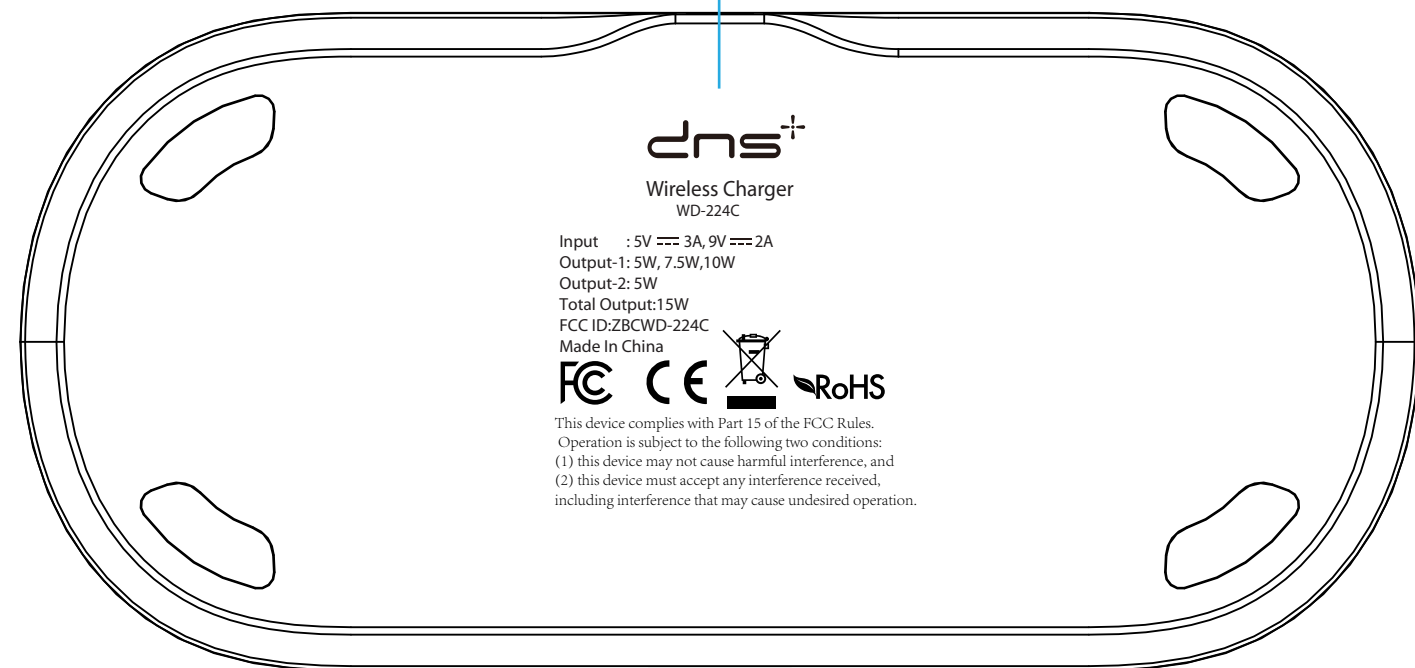 dns+
Wireless Charger
WD-224C
Input : 5V ⎓ 3A, 9V ⎓ 2A
Output-1: 5W, 7.5W,10W
Output-2: 5W
Total Output:15W
FCC ID:ZBCWD-224C
Made In China
FC CE RoHS
This device complies with Part 15 of the FCC Rules.
Operation is subject to the following two conditions:
(1) this device may not cause harmful interference, and
(2) this device must accept any interference received,
including interference that may cause undesired operation.